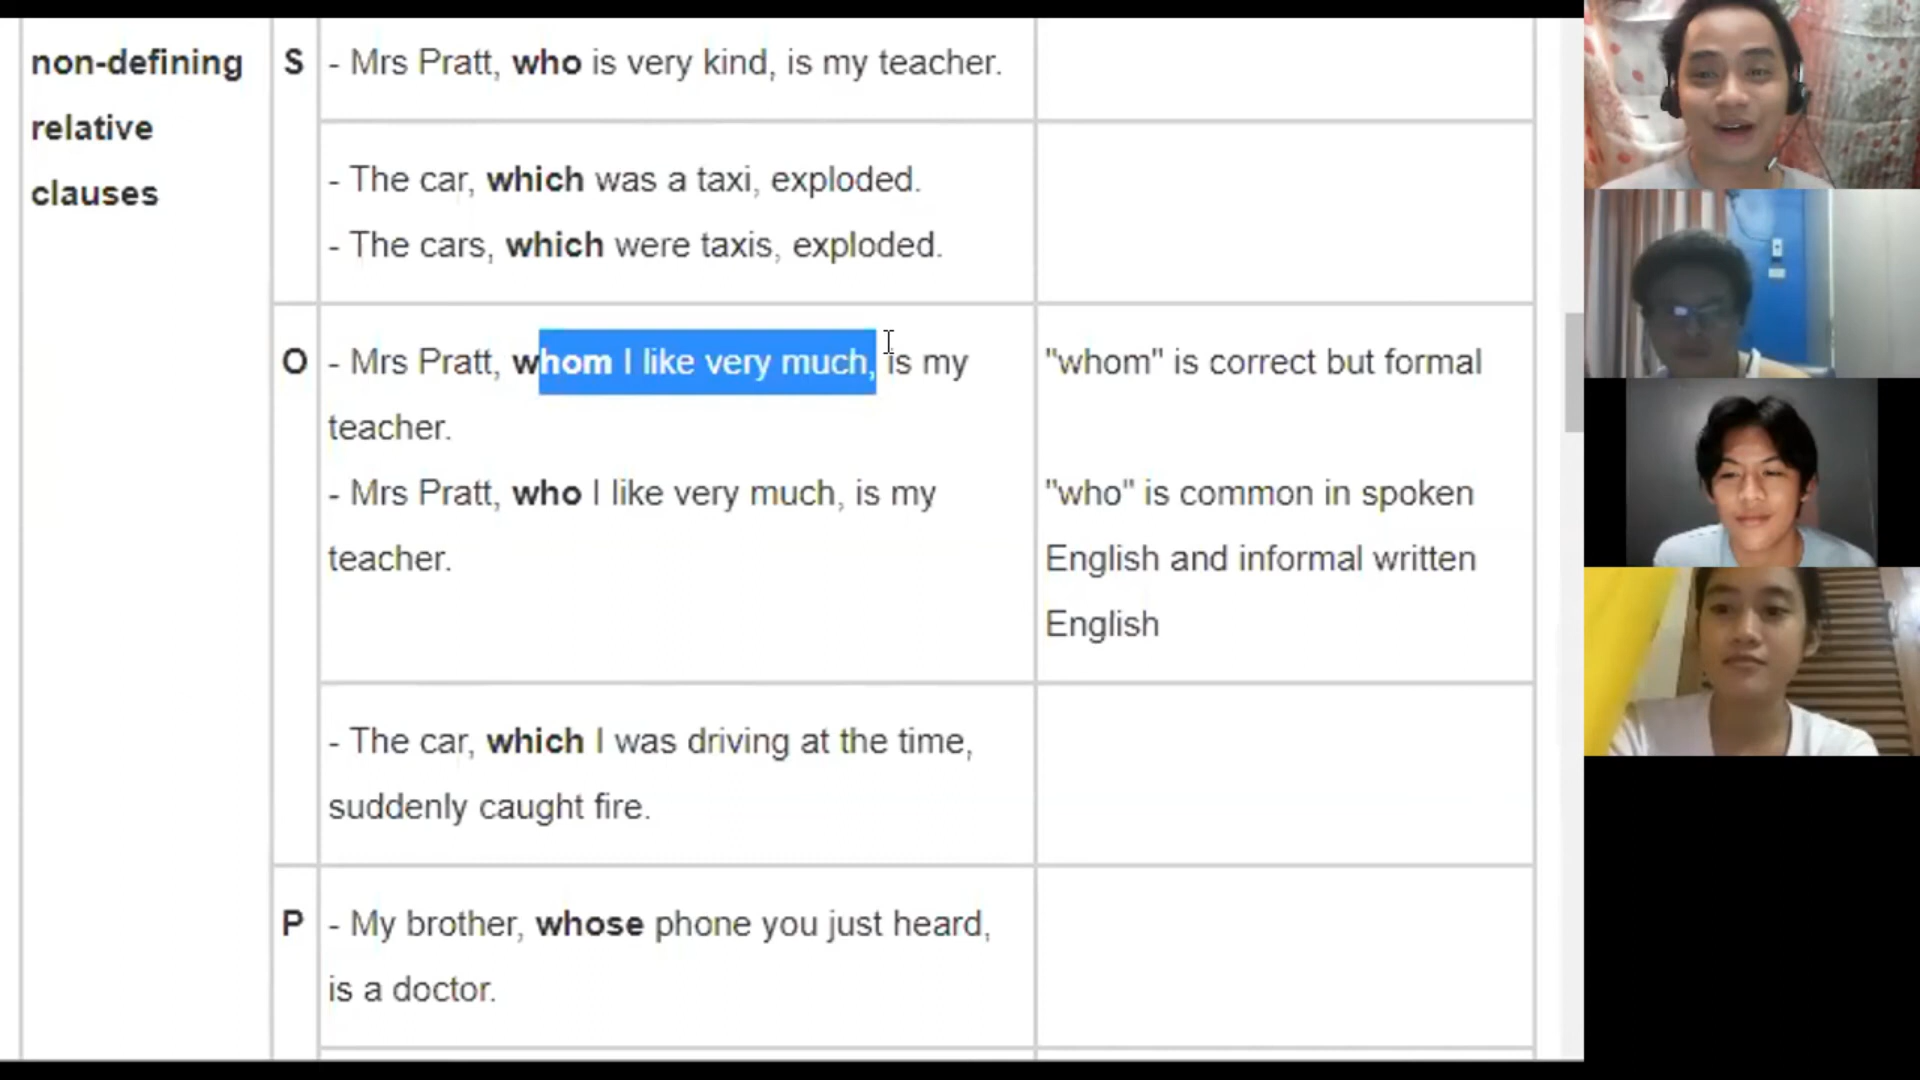 non-defining
relative
clauses
S
- Mrs Pratt, who is very kind, is my teacher.
- The car, which was a taxi, exploded.
- The cars, which were taxis, exploded.
O
- Mrs Pratt, whom I like very much, is my
teacher.
- Mrs Pratt, who I like very much, is my
teacher.
"whom" is correct but formal
"who" is common in spoken
English and informal written
English
- The car, which I was driving at the time,
suddenly caught fire.
P
- My brother, whose phone you just heard,
is a doctor.